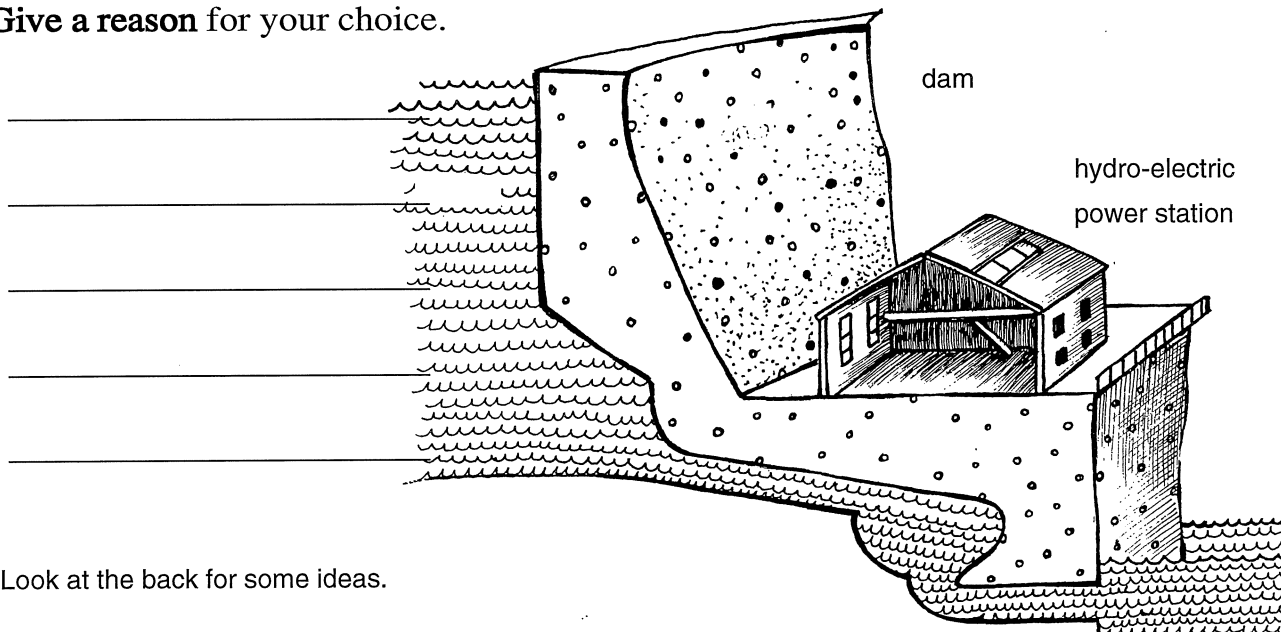 Give a reason for your choice.
dam
hydro-electric
power station
Look at the back for some ideas.